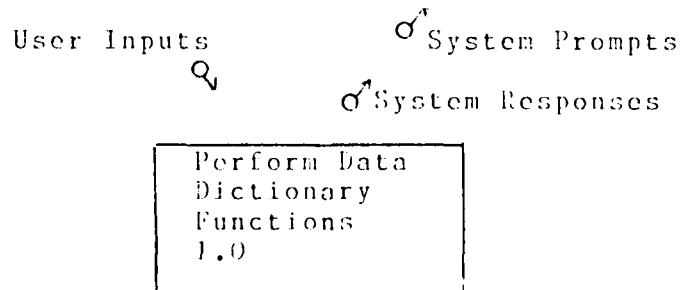 User Inputs
System Prompts
System Responses
Perform Data
Dictionary
Functions
1.0